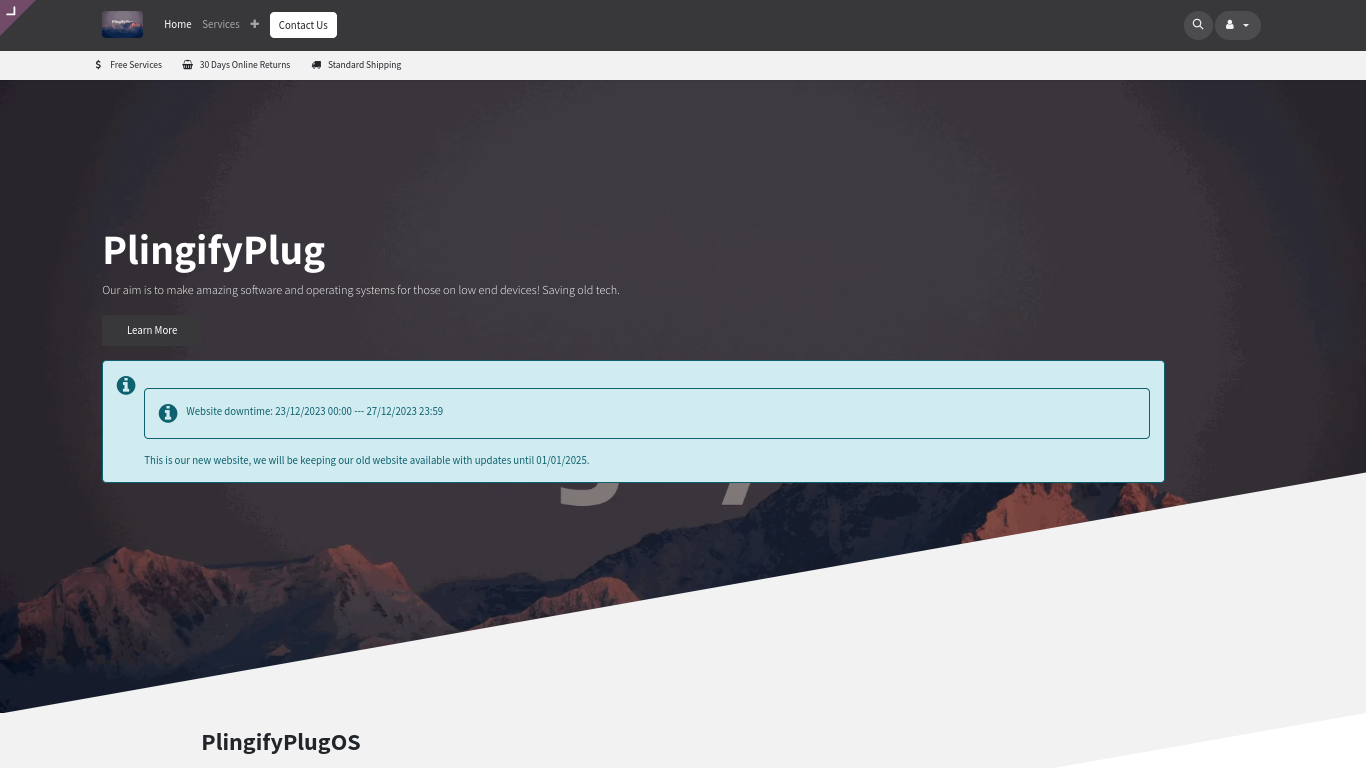 Home
Services
Contact Us
Free Services
30 Days Online Returns
Standard Shipping
PlingifyPlug
Our aim is to make amazing software and operating systems for those on low end devices! Saving old tech.
Learn More
Website downtime: 23/12/2023 00:00 --- 27/12/2023 23:59
This is our new website, we will be keeping our old website available with updates until 01/01/2025.
PlingifyPlugOS